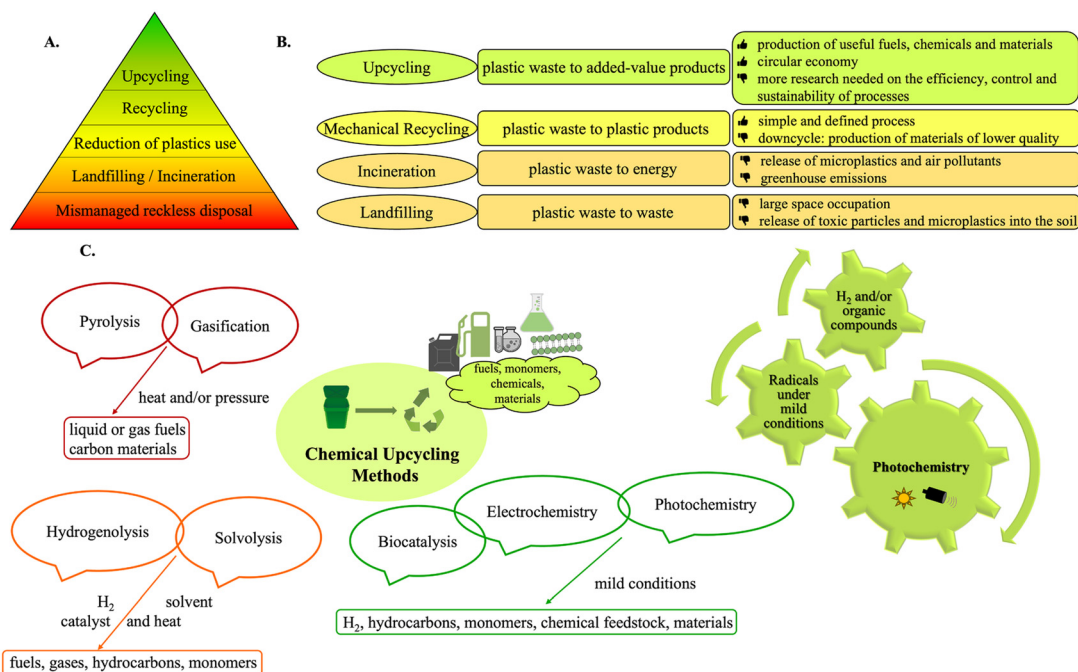 A.
Upcycling
Recycling
Reduction of plastics use
Landfilling / Incineration
Mismanaged reckless disposal
B.
Upcycling
plastic waste to added-value products
production of useful fuels, chemicals and materials
circular economy
more research needed on the efficiency, control and
sustainability of processes
Mechanical Recycling
plastic waste to plastic products
simple and defined process
downcycle: production of materials of lower quality
Incineration
plastic waste to energy
release of microplastics and air pollutants
greenhouse emissions
Landfilling
plastic waste to waste
large space occupation
release of toxic particles and microplastics into the soil
C.
Pyrolysis
Gasification
heat and/or pressure
liquid or gas fuels
carbon materials
fuels, monomers,
chemicals,
materials
Chemical Upcycling
Methods
H₂ and/or
organic
compounds
Radicals
under
mild
conditions
Photochemistry
Hydrogenolysis
Solvolysis
H₂
catalyst
solvent
and heat
fuels, gases, hydrocarbons, monomers
Biocatalysis
Electrochemistry
Photochemistry
mild conditions
H₂, hydrocarbons, monomers, chemical feedstock, materials